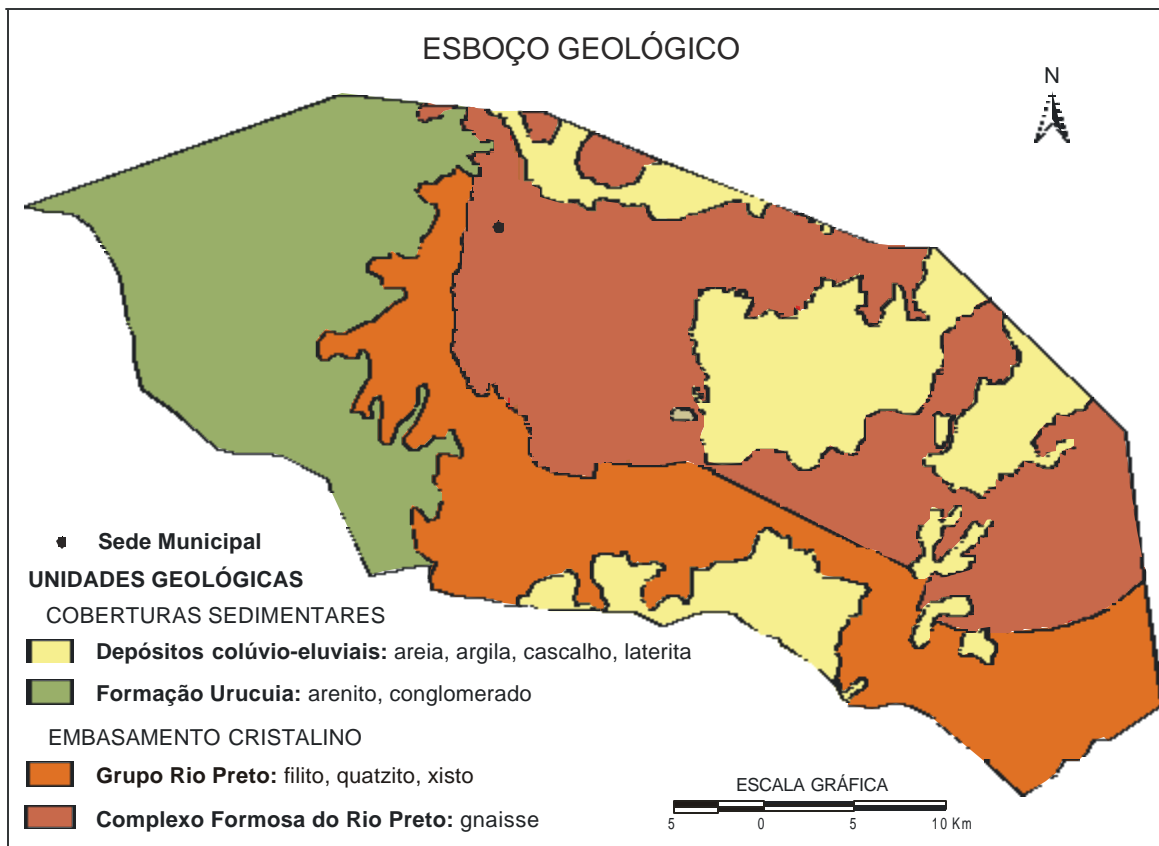 ESBOÇO GEOLÓGICO
N
Sede Municipal
UNIDADES GEOLÓGICAS
COBERTURAS SEDIMENTARES
Depósitos colúvio-eluviais: areia, argila, cascalho, laterita
Formação Urucuia: arenito, conglomerado
EMBASAMENTO CRISTALINO
Grupo Rio Preto: filito, quatzito, xisto
Complexo Formosa do Rio Preto: gnaisse
ESCALA GRÁFICA
5 0 5 10 Km